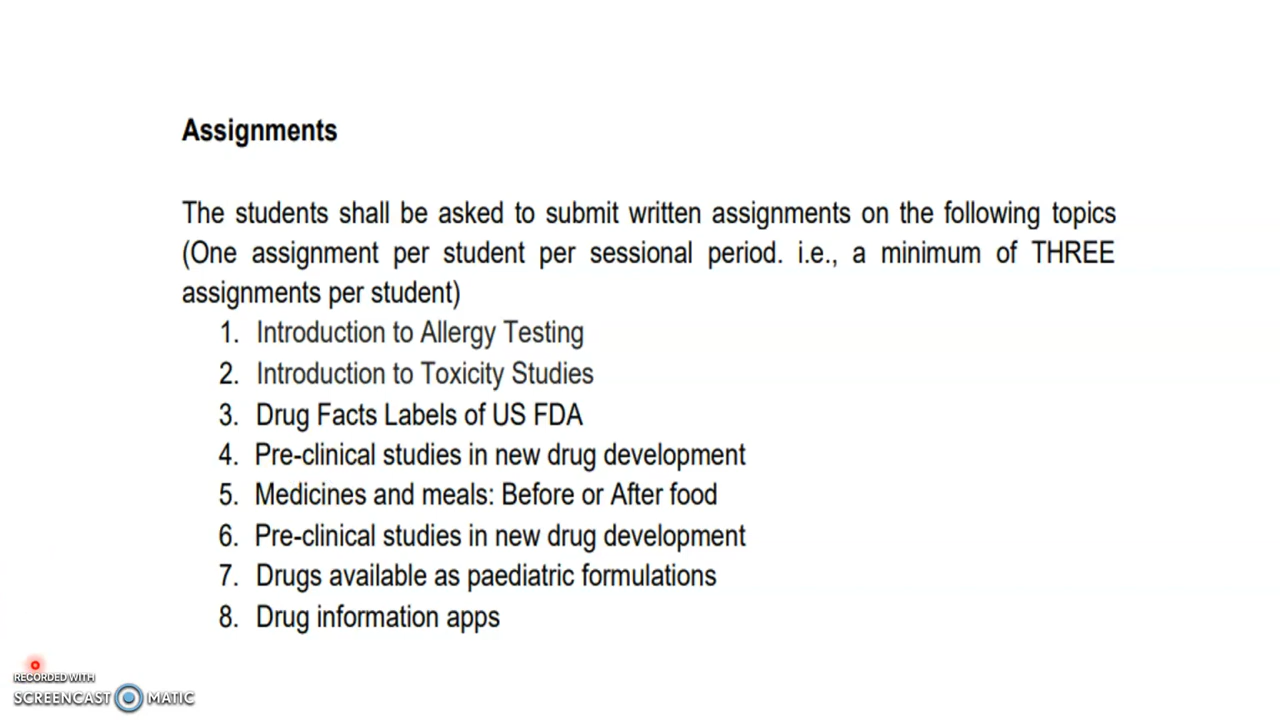 Assignments
The students shall be asked to submit written assignments on the following topics
(One assignment per student per sessional period. i.e., a minimum of THREE
assignments per student)
1. Introduction to Allergy Testing
2. Introduction to Toxicity Studies
3. Drug Facts Labels of US FDA
4. Pre-clinical studies in new drug development
5. Medicines and meals: Before or After food
6. Pre-clinical studies in new drug development
7. Drugs available as paediatric formulations
8. Drug information apps
RECORDED WITH
SCREENCAST MATIC